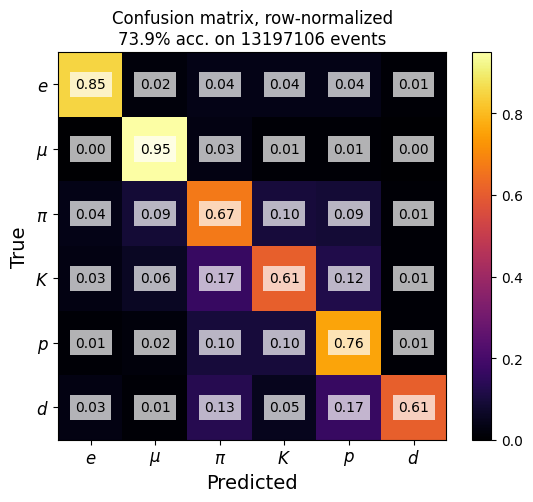 Confusion matrix, row-normalized
73.9% acc. on 13197106 events
e 0.85 0.02 0.04 0.04 0.04 0.01
μ 0.00 0.95 0.03 0.01 0.01 0.00
π 0.04 0.09 0.67 0.10 0.09 0.01
K 0.03 0.06 0.17 0.61 0.12 0.01
p 0.01 0.02 0.10 0.10 0.76 0.01
d 0.03 0.01 0.13 0.05 0.17 0.61
e μ π K p d
True
Predicted
0.8
0.6
0.4
0.2
0.0